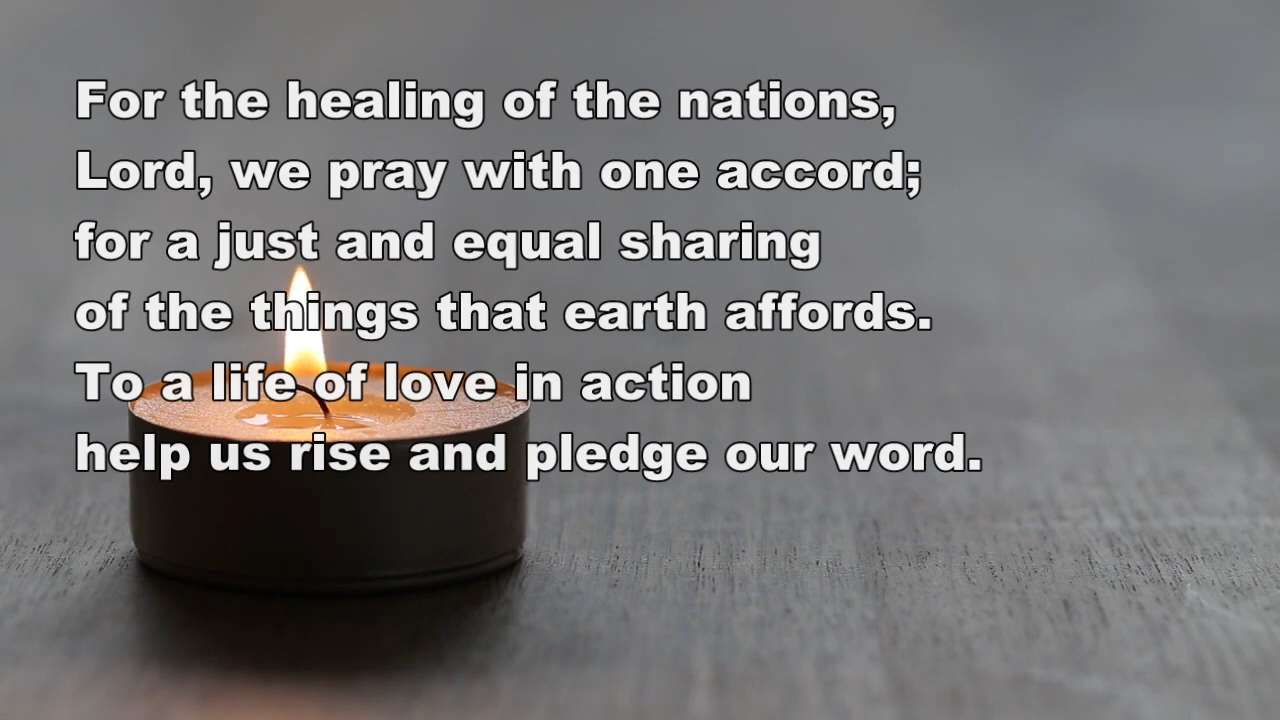 For the healing of the nations,
Lord, we pray with one accord;
for a just and equal sharing
of the things that earth affords.
To a life of love in action
help us rise and pledge our word.